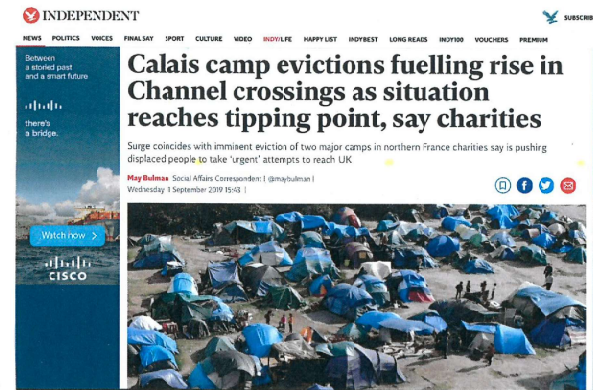 INDEPENDENT
SUBSCRIB
NEWS POLITICS VOICES FINAL SAY SPORT CULTURE VIDEO INDY/LIFE HAPPY LIST INDYBEST LONG READS INDY100 VOUCHERS PREMIUM
Between
a storied past
and a smart future
there's
a bridge.
Watch now >
CISCO
Calais camp evictions fuelling rise in
Channel crossings as situation
reaches tipping point, say charities
Surge coincides with imminent eviction of two major camps in northern France charities say is pushing
displaced people to take 'urgent' attempts to reach UK
May Bulman Social Affairs Correspondent | @maybulman |
Wednesday 11 September 2019 15:43 |